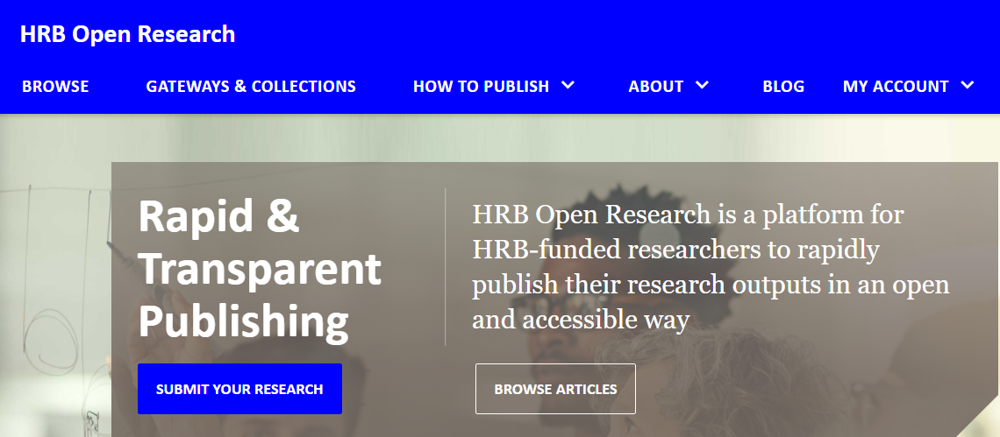 HRB Open Research
BROWSE GATEWAYS & COLLECTIONS HOW TO PUBLISH ABOUT BLOG MY ACCOUNT
Rapid &
Transparent
Publishing
HRB Open Research is a platform for
HRB-funded researchers to rapidly
publish their research outputs in an open
and accessible way
SUBMIT YOUR RESEARCH
BROWSE ARTICLES